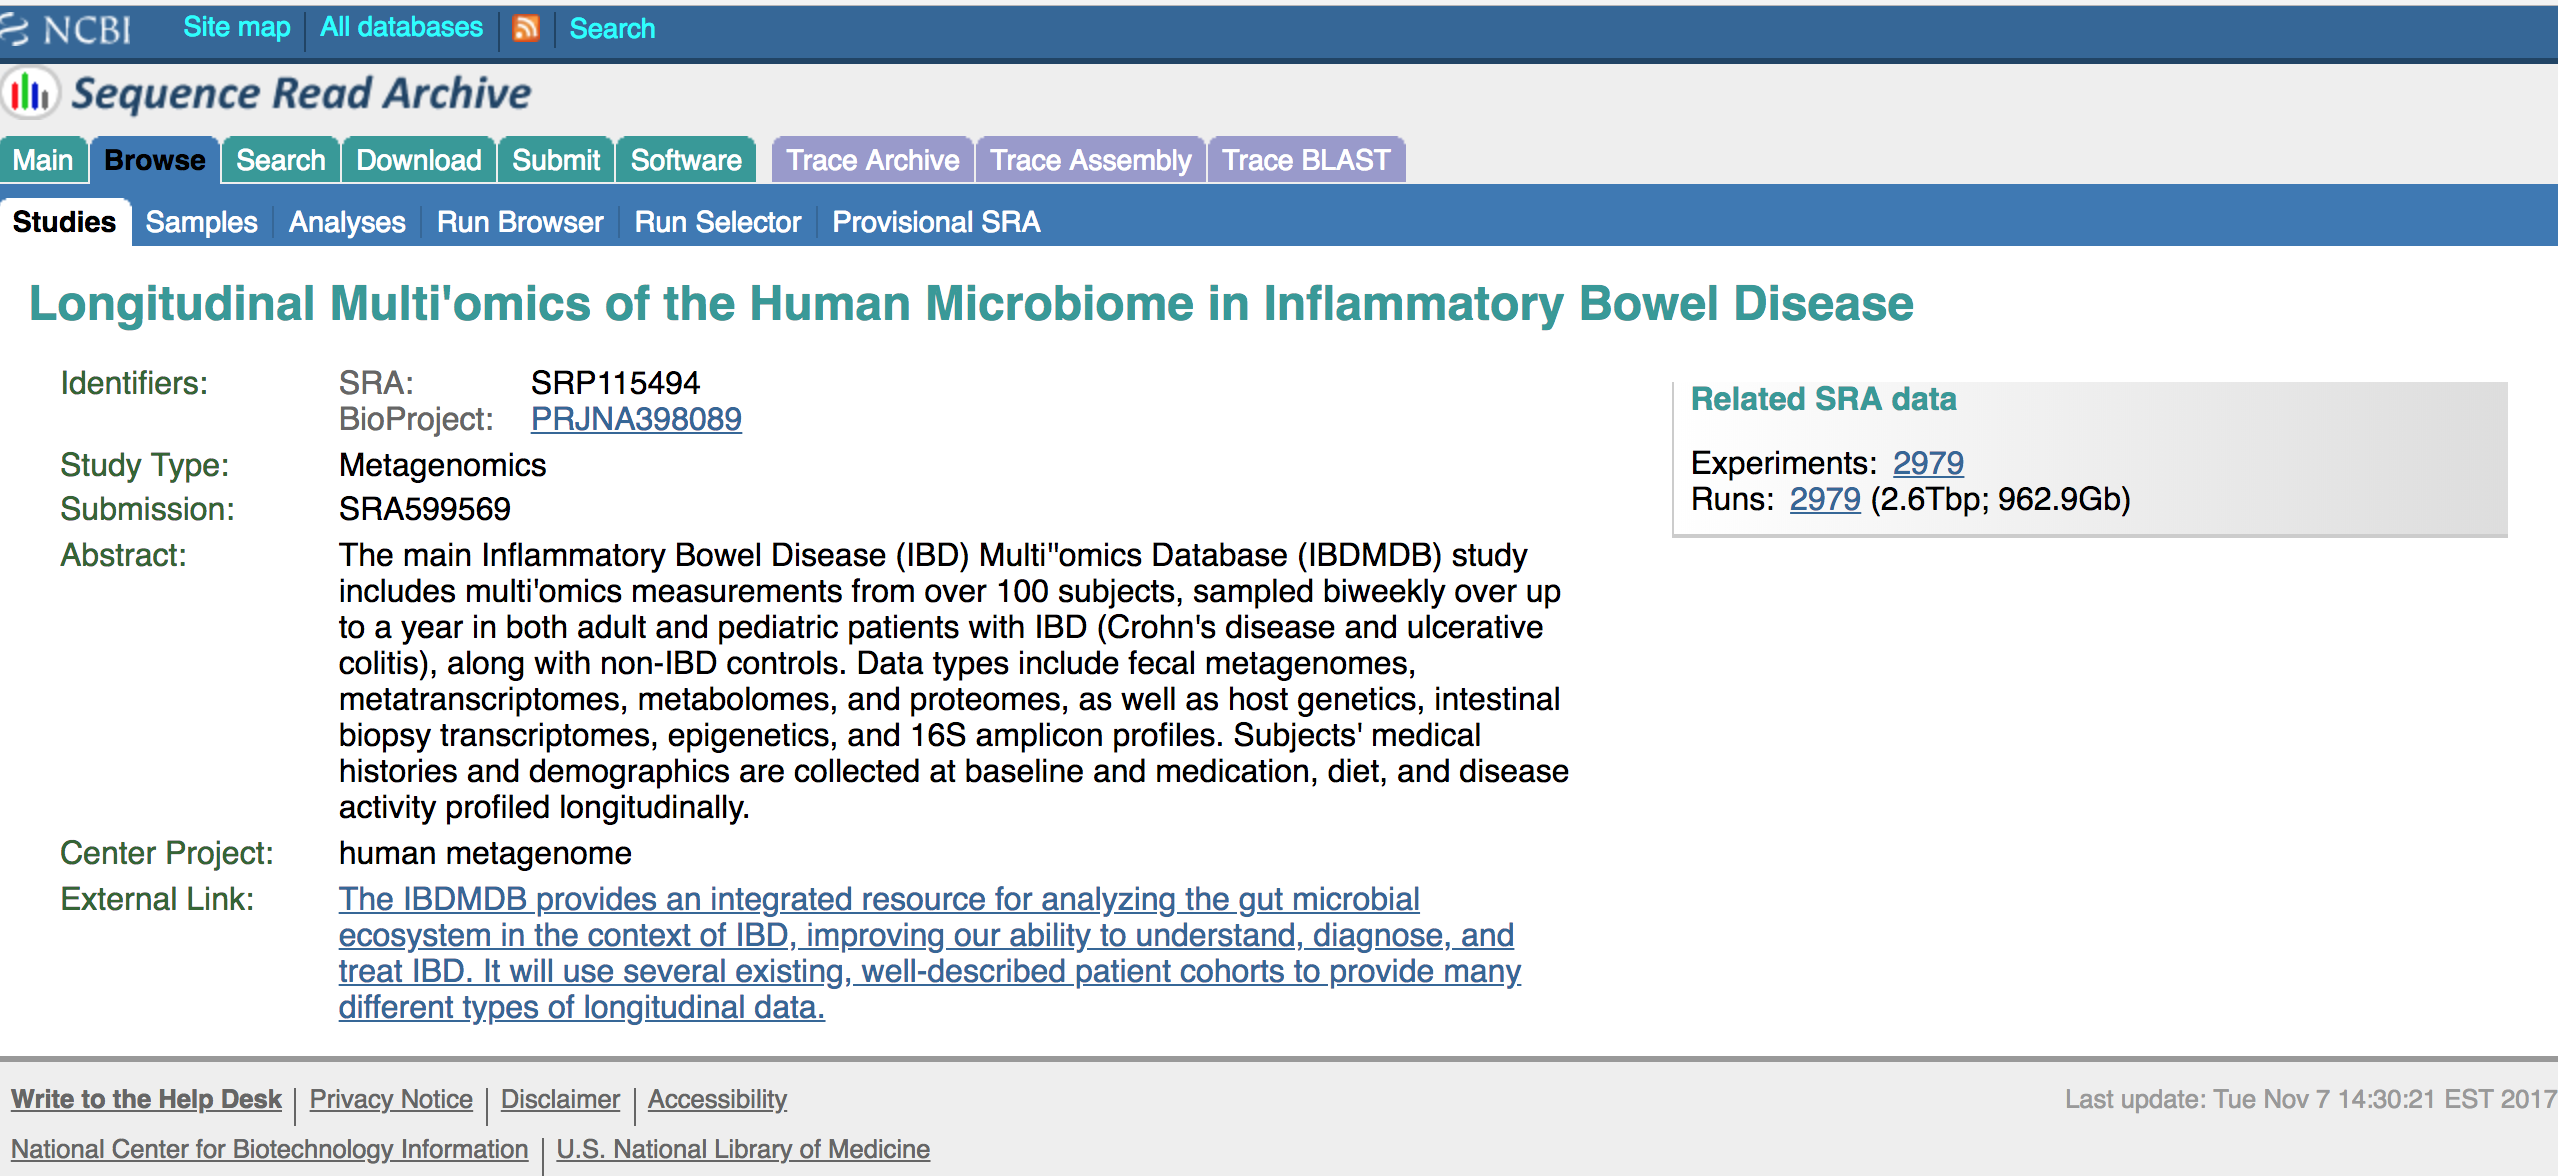 NCBI Site map All databases Search
Sequence Read Archive
Main Browse Search Download Submit Software Trace Archive Trace Assembly Trace BLAST
Studies Samples Analyses Run Browser Run Selector Provisional SRA
Longitudinal Multi'omics of the Human Microbiome in Inflammatory Bowel Disease
Identifiers: SRA: SRP115494
BioProject: PRJNA398089
Study Type: Metagenomics
Submission: SRA599569
Abstract: The main Inflammatory Bowel Disease (IBD) Multi"omics Database (IBDMDB) study
includes multi'omics measurements from over 100 subjects, sampled biweekly over up
to a year in both adult and pediatric patients with IBD (Crohn's disease and ulcerative
colitis), along with non-IBD controls. Data types include fecal metagenomes,
metatranscriptomes, metabolomes, and proteomes, as well as host genetics, intestinal
biopsy transcriptomes, epigenetics, and 16S amplicon profiles. Subjects' medical
histories and demographics are collected at baseline and medication, diet, and disease
activity profiled longitudinally.
Center Project: human metagenome
External Link: The IBDMDB provides an integrated resource for analyzing the gut microbial
ecosystem in the context of IBD, improving our ability to understand, diagnose, and
treat IBD. It will use several existing, well-described patient cohorts to provide many
different types of longitudinal data.
Related SRA data
Experiments: 2979
Runs: 2979 (2.6Tbp; 962.9Gb)
Write to the Help Desk Privacy Notice Disclaimer Accessibility
National Center for Biotechnology Information U.S. National Library of Medicine
Last update: Tue Nov 7 14:30:21 EST 2017